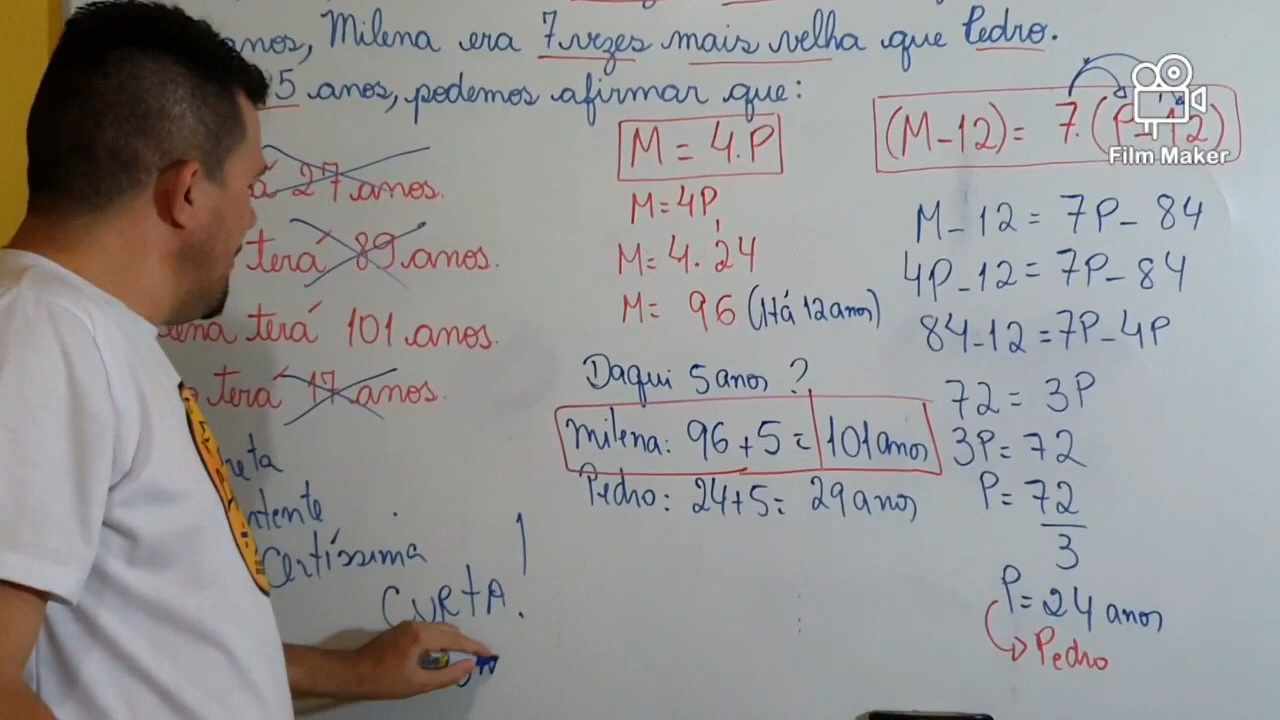 anos, Milena era 7 vezes mais velha que Pedro.
5 anos, podemos afirmar que:
á 27 anos.
terá 89 anos.
terá 101 anos.
terá 17 anos.
Certíssima
CURTA.
M = 4.P
M = 4P
M = 4.24
M = 96 (Há 12 anos)
Daqui 5 anos?
Milena: 96 + 5 = 101 anos
Pedro: 24+5 = 29 anos
(M-12) = 7.(P-12)
M-12 = 7P-84
4P-12 = 7P-84
84-12 = 7P-4P
72 = 3P
3P = 72
P = 72
3
P = 24 anos
Pedro
Film Maker